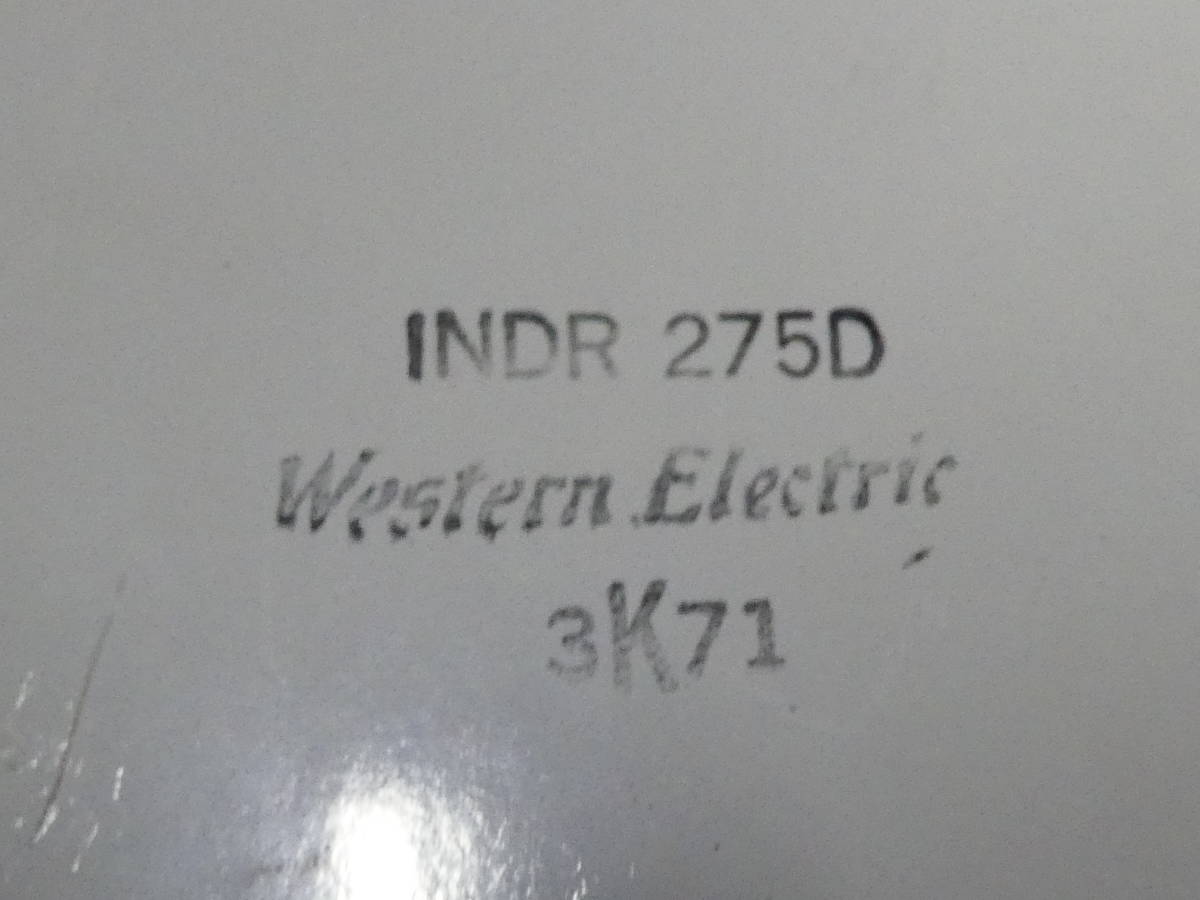 INDR 275D
Western Electric
3K71